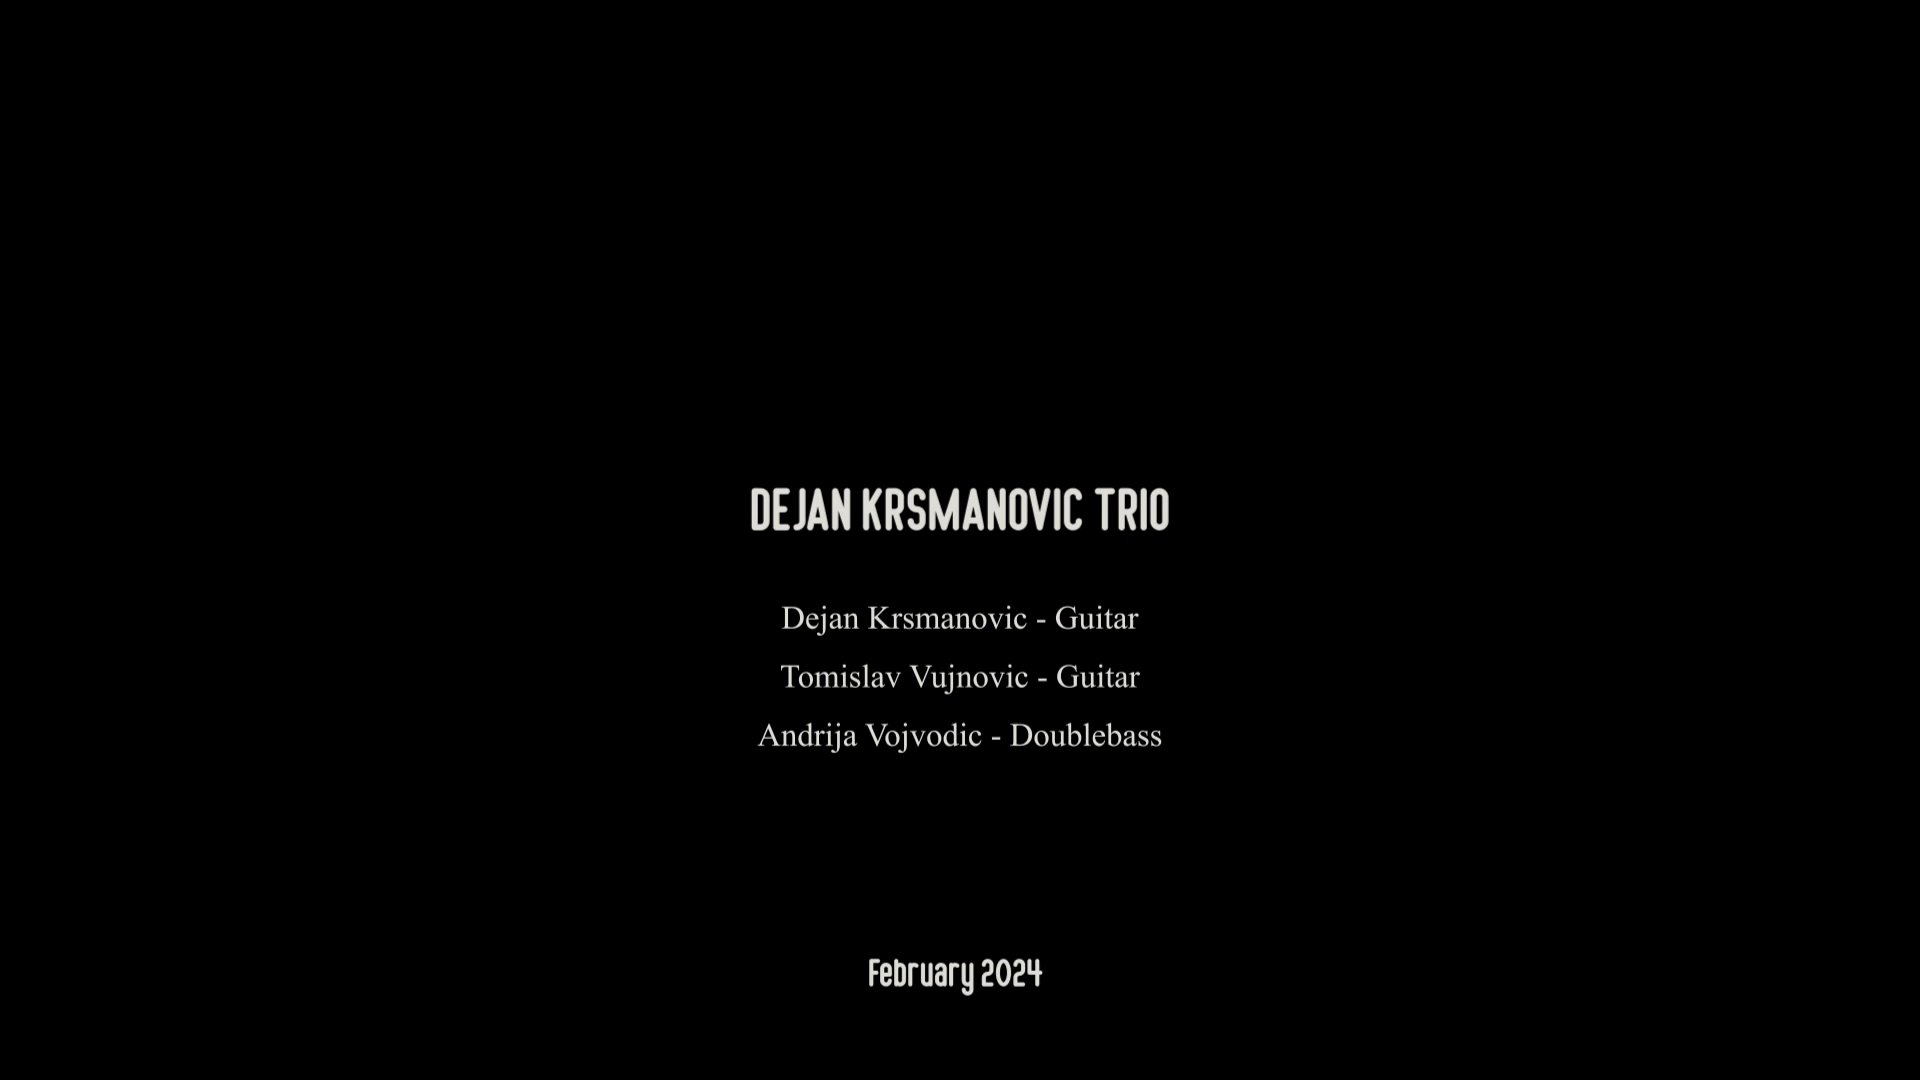 DEJAN KRSMANOVIC TRIO
Dejan Krsmanovic - Guitar
Tomislav Vujnovic - Guitar
Andrija Vojvodic - Doublebass
February 2024